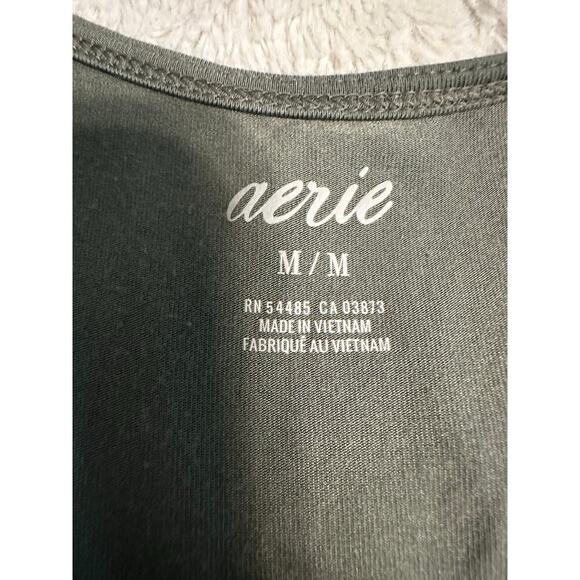 aerie
M / M
RN 54485 CA 03873
MADE IN VIETNAM
FABRIQUÉ AU VIETNAM